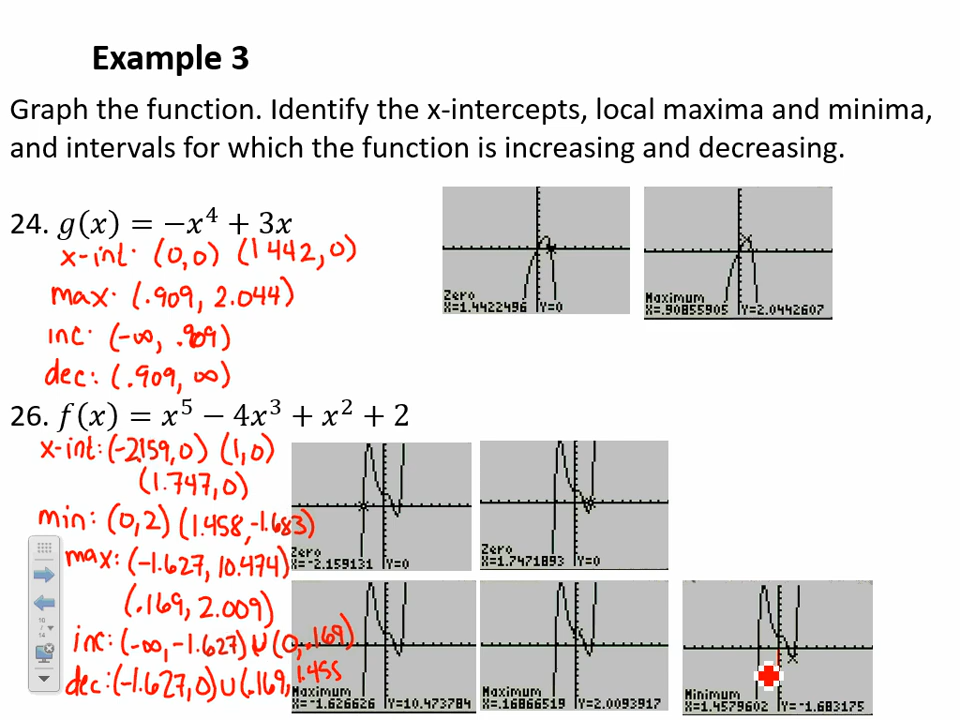 Example 3
Graph the function. Identify the x-intercepts, local maxima and minima,
and intervals for which the function is increasing and decreasing.
24. g(x) = −x⁴ + 3x
x-int: (0,0) (1.442,0)
max: (.909, 2.044)
inc: (-∞, .909)
dec: (.909, ∞)
Zero
X=1.4422496 Y=0
Maximum
X=.90855905 Y=2.0442607
26. f(x) = x⁵ − 4x³ + x² + 2
x-int: (-2.159,0) (1,0)
(1.747,0)
min: (0,2) (1.458,-1.683)
max: (-1.627, 10.474)
(.169, 2.009)
inc: (-∞,-1.627) ∪ (0,.169)
dec: (-1.627,0) ∪ (.169, 1.455
Zero
X=-2.159131 Y=0
Zero
X=1.7471893 Y=0
Maximum
X=-1.626626 Y=10.473784
Maximum
X=.16866519 Y=2.0093917
Minimum
X=1.4579602 Y=-1.683175
10
14